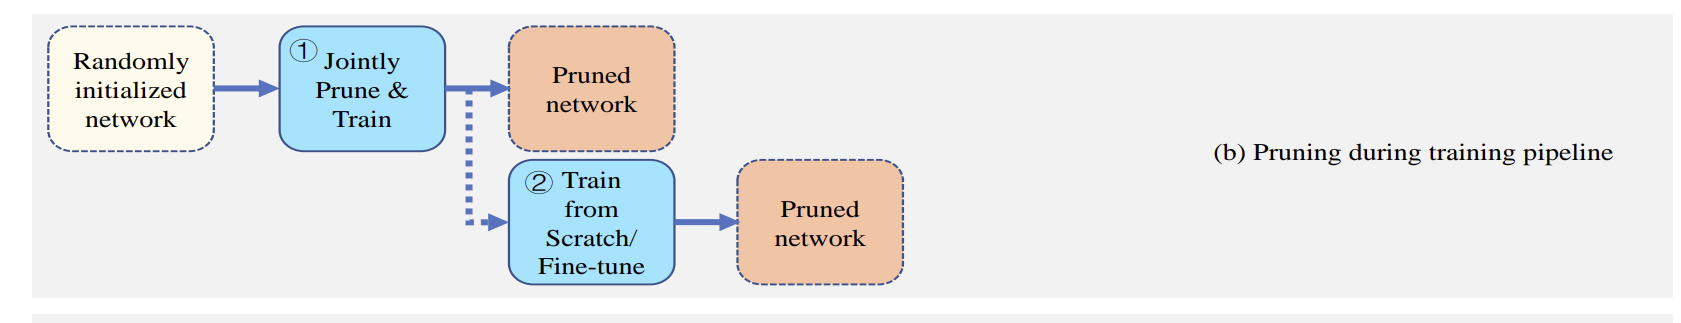 Randomly
initialized
network
① Jointly
Prune &
Train
Pruned
network
② Train
from
Scratch/
Fine-tune
Pruned
network
(b) Pruning during training pipeline